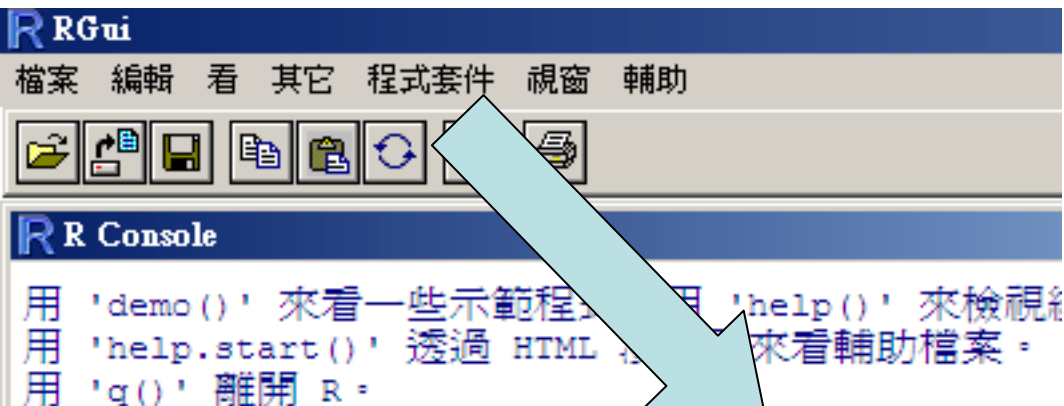 RGui
檔案 編輯 看 其它 程式套件 視窗 輔助
R Console
用 'demo()' 來看一些示範程 用 'help()' 來檢視
用 'help.start()' 透過 HTML 來看輔助檔案。
用 'q()' 離開 R。